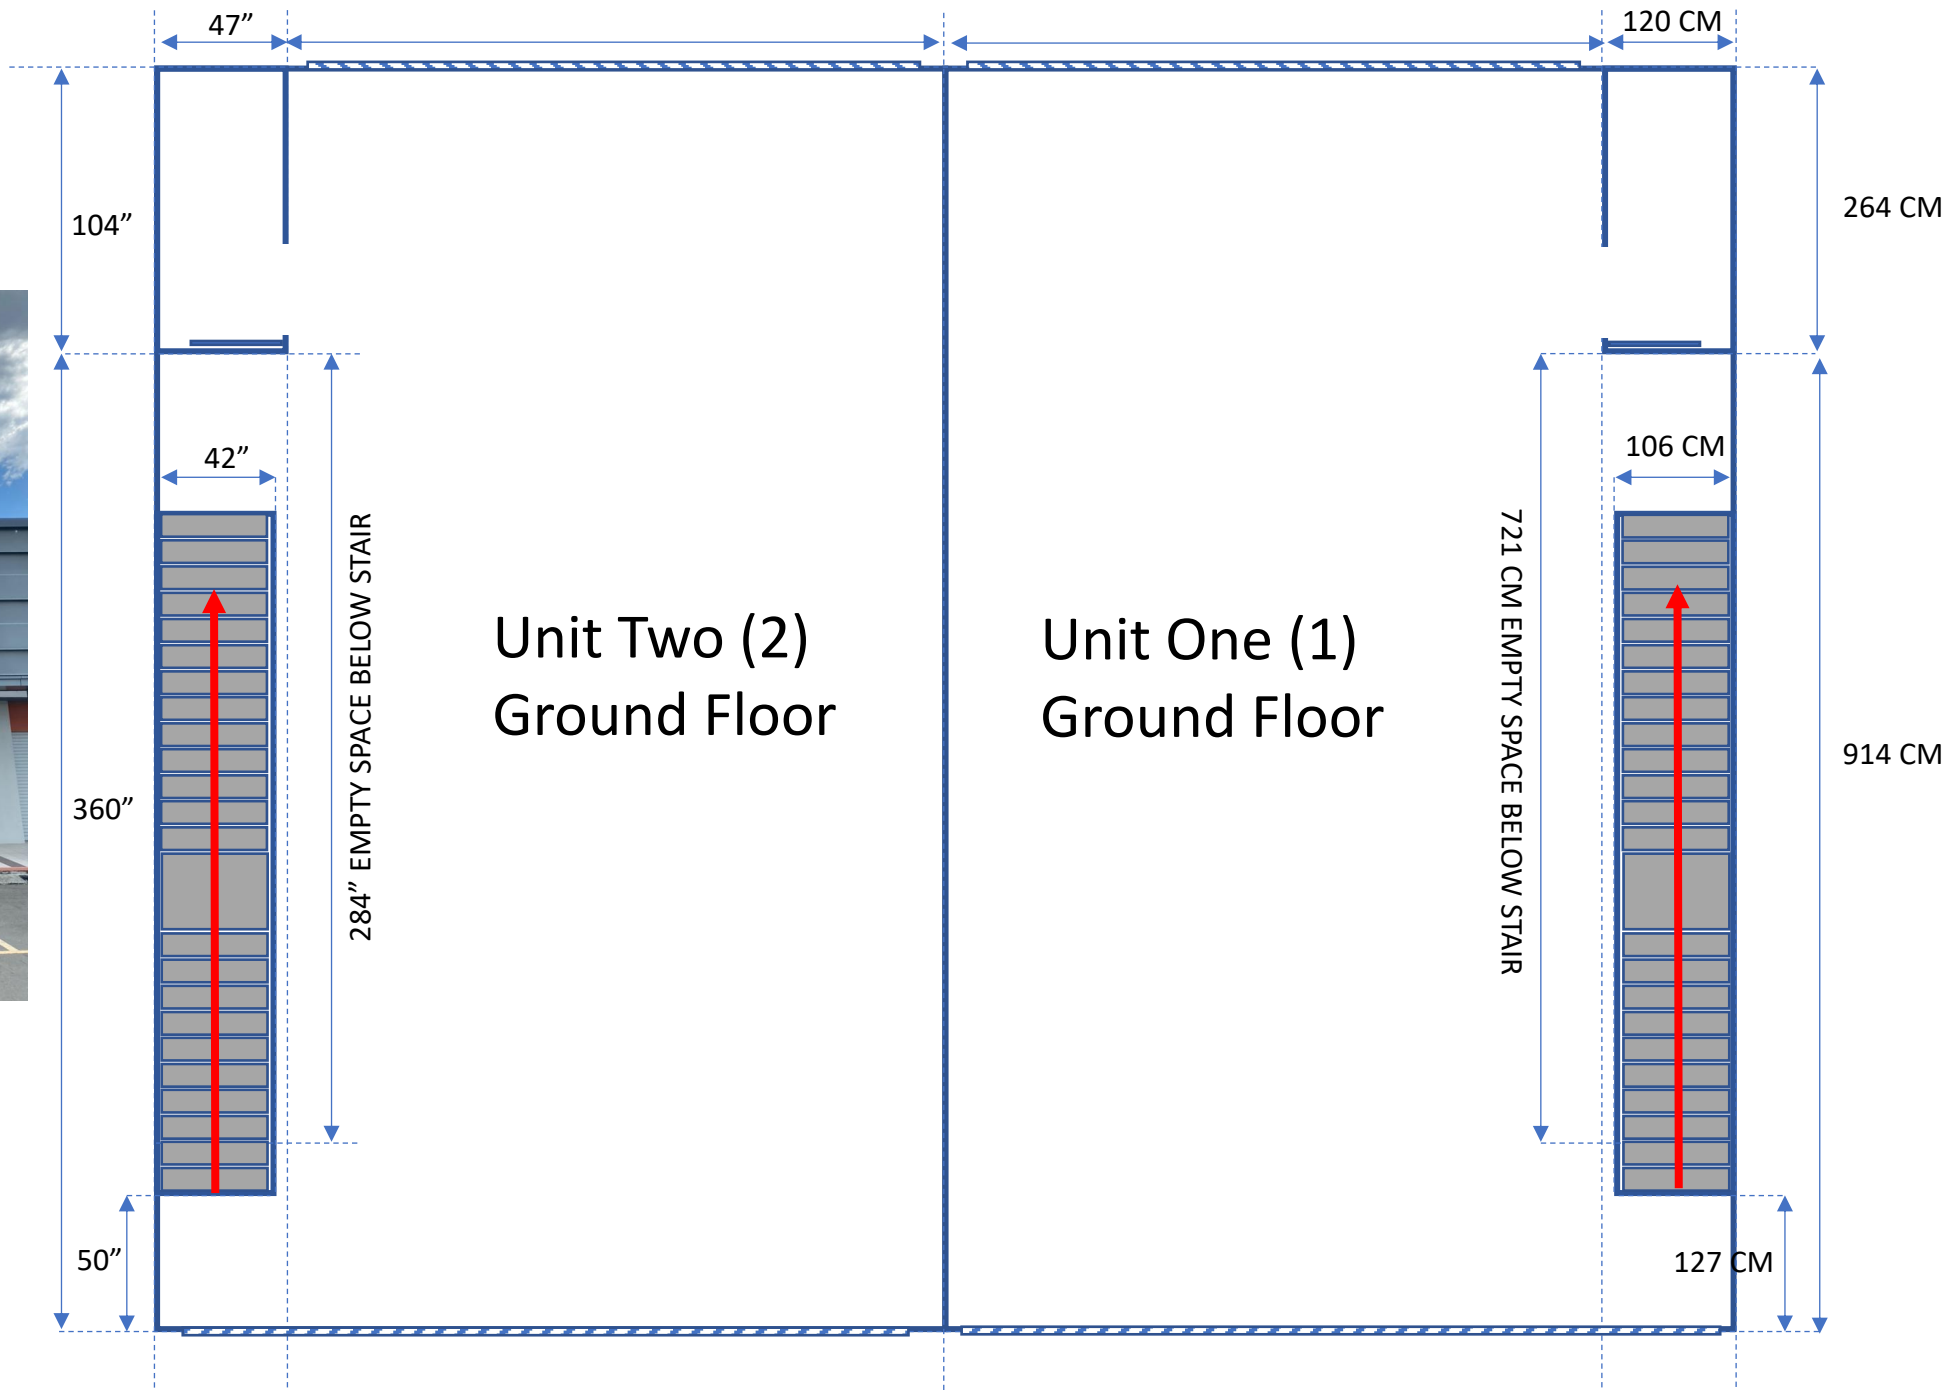 47”
120 CM
104”
264 CM
42”
106 CM
284” EMPTY SPACE BELOW STAIR
721 CM EMPTY SPACE BELOW STAIR
Unit Two (2)
Ground Floor
Unit One (1)
Ground Floor
360”
914 CM
50”
127 CM